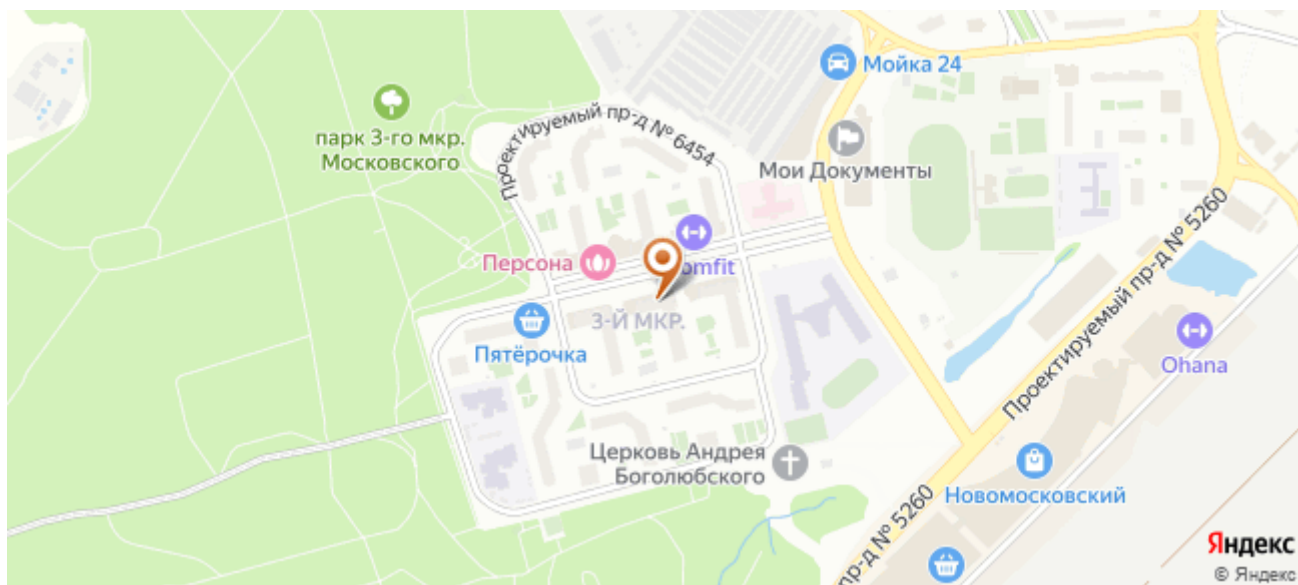 Мойка 24
парк 3-го мкр.
Московского
Проектируемый пр-д № 6454
Мои Документы
Проектируемый пр-д № 5260
Персона
omfit
3-Й МКР.
Пятёрочка
Ohana
Церковь Андрея
Боголюбского
Новомосковский
пр-д № 5260
Яндекс
© Яндекс